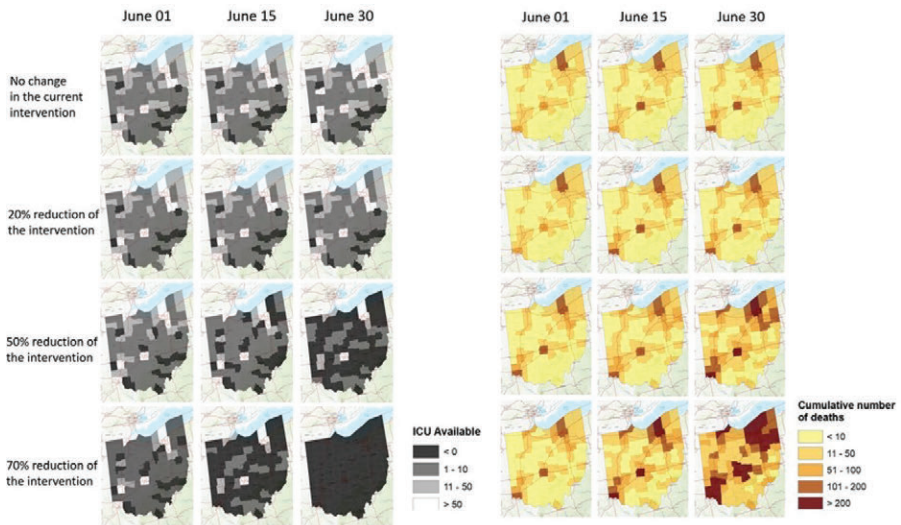 June 01 June 15 June 30 June 01 June 15 June 30
No change
in the current
intervention
20% reduction of
the intervention
50% reduction of
the intervention
70% reduction of
the intervention
ICU Available
< 0
1 - 10
11 - 50
> 50
Cumulative number
of deaths
< 10
11 - 50
51 - 100
101 - 200
> 200